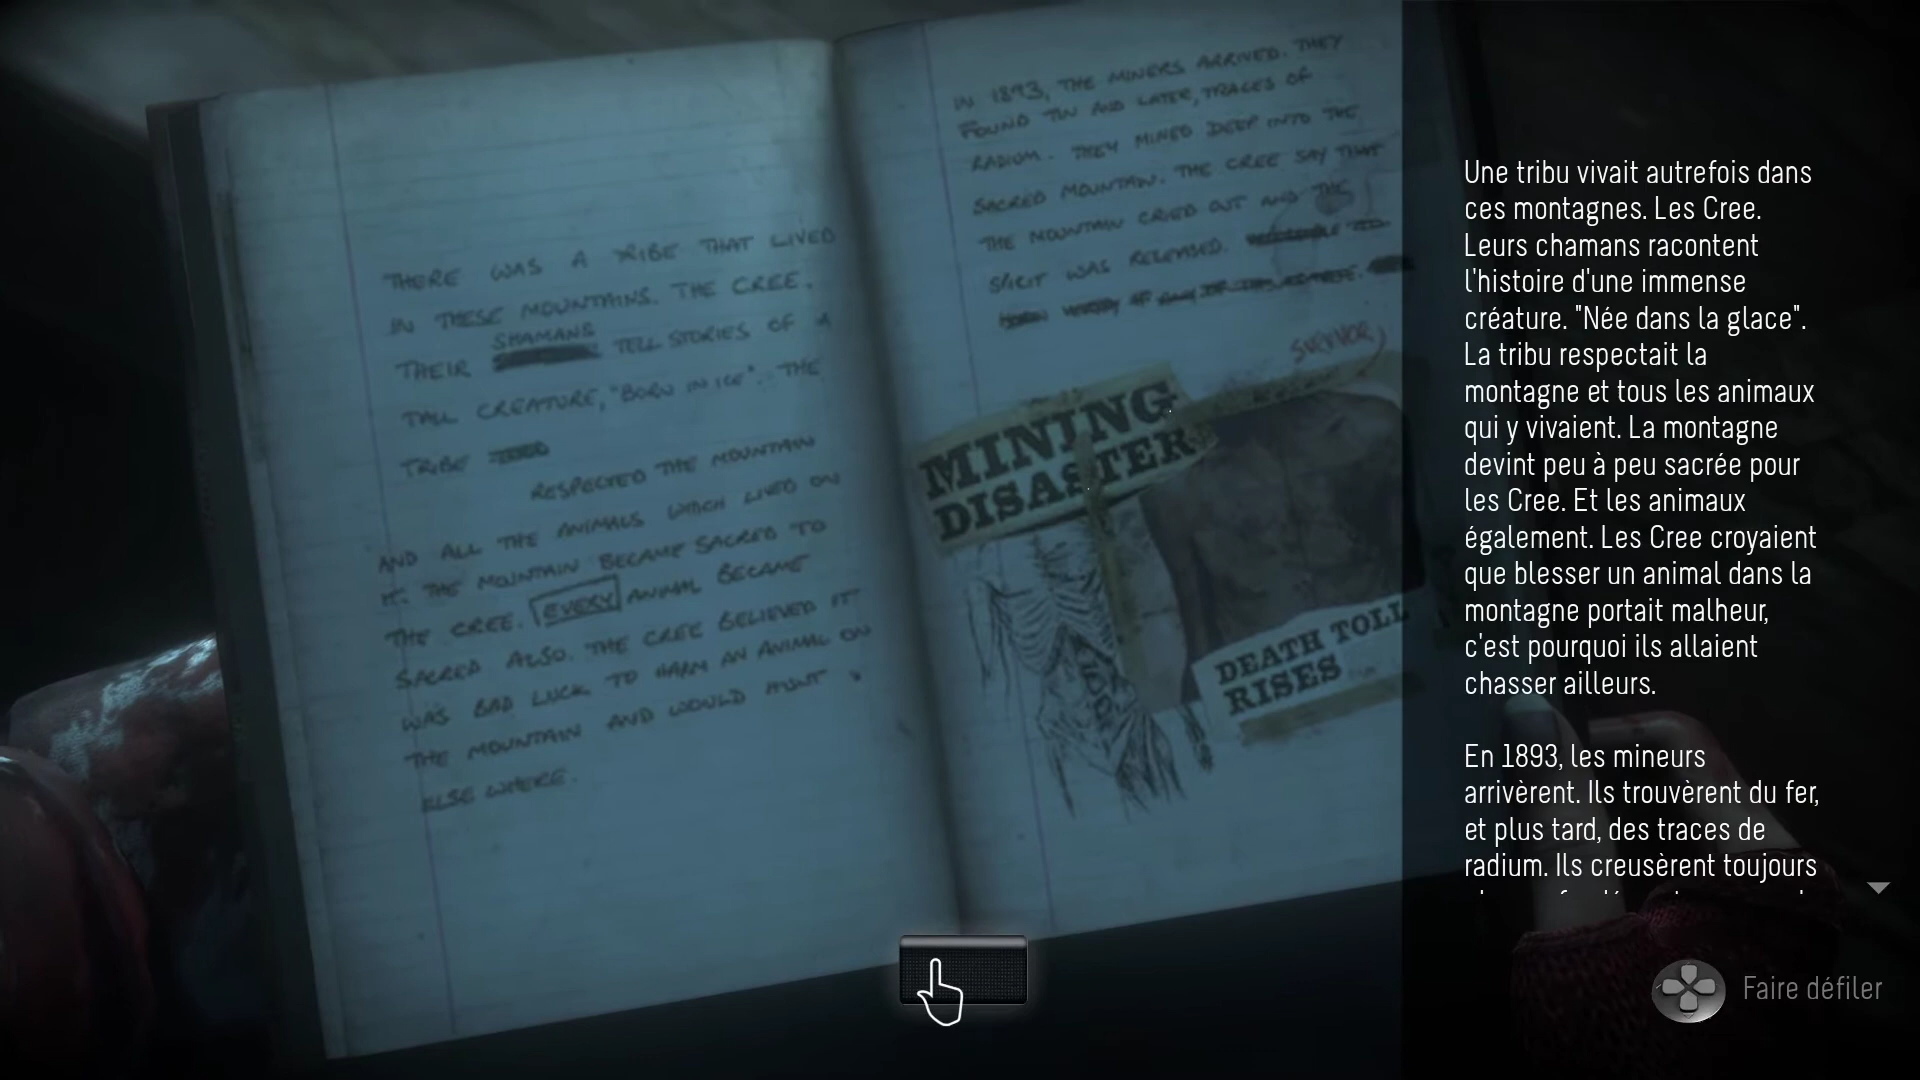 THERE WAS A TRIBE THAT LIVED
IN THESE MOUNTAINS. THE CREE.
SHAMANS
THEIR TELL STORIES OF A
TALL CREATURE, "BORN IN ICE". THE
TRIBE
RESPECTED THE MOUNTAIN
AND ALL THE ANIMALS WHICH LIVED ON
IT. THE MOUNTAIN BECAME SACRED TO
THE CREE. EVERY ANIMAL BECAME
SACRED ALSO. THE CREE BELIEVED IT
WAS BAD LUCK TO HARM AN ANIMAL ON
THE MOUNTAIN AND WOULD HUNT
ELSE WHERE.
IN 1893, THE MINERS ARRIVED. THEY
FOUND TIN AND LATER, TRACES OF
RADIUM. THEY MINED DEEP INTO THE
SACRED MOUNTAIN. THE CREE SAY THAT
THE MOUNTAIN CRIED OUT AND THE
SPIRIT WAS RELEASED.
SURVIVOR
MINING
DISASTER
DEATH TOLL
RISES
Une tribu vivait autrefois dans
ces montagnes. Les Cree.
Leurs chamans racontent
l'histoire d'une immense
créature. "Née dans la glace".
La tribu respectait la
montagne et tous les animaux
qui y vivaient. La montagne
devint peu à peu sacrée pour
les Cree. Et les animaux
également. Les Cree croyaient
que blesser un animal dans la
montagne portait malheur,
c'est pourquoi ils allaient
chasser ailleurs.
En 1893, les mineurs
arrivèrent. Ils trouvèrent du fer,
et plus tard, des traces de
radium. Ils creusèrent toujours
Faire défiler